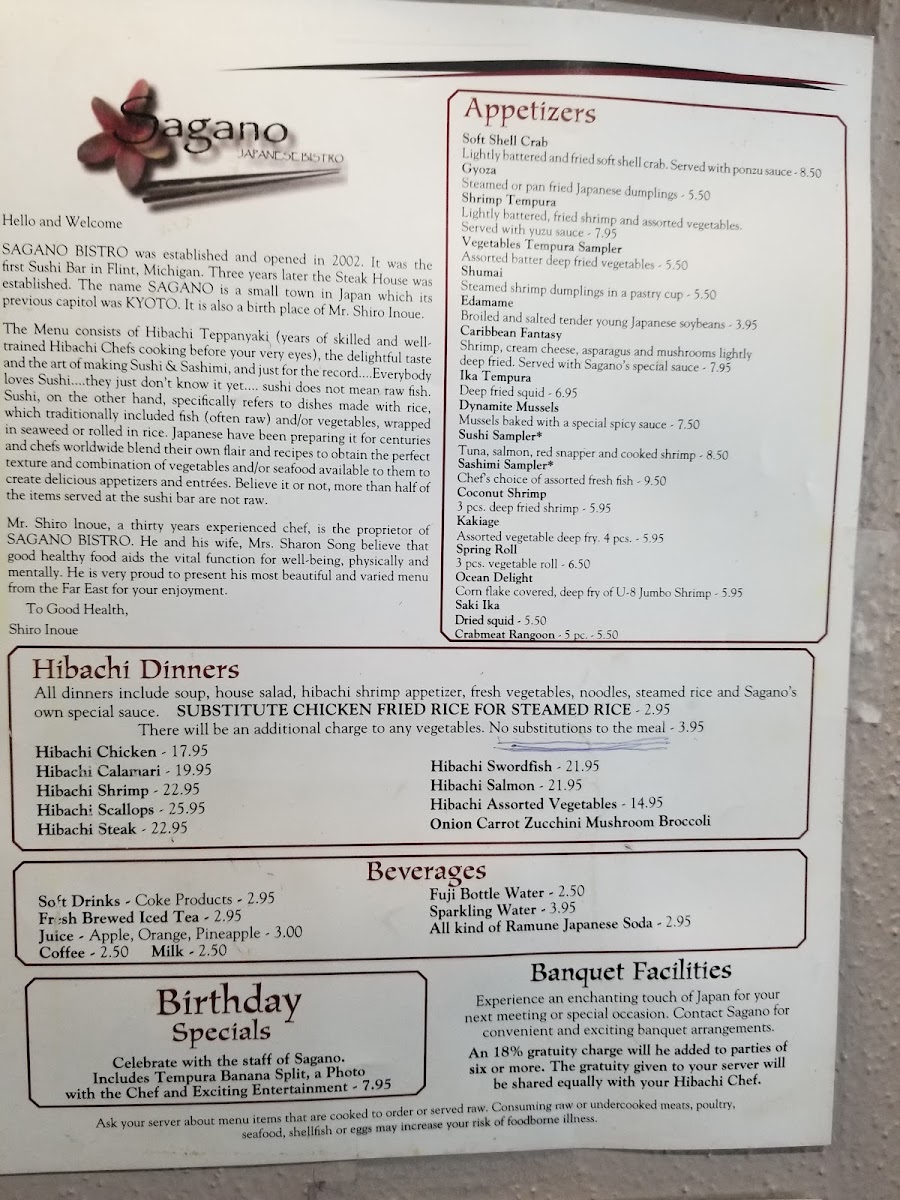 Sagano
JAPANESE BISTRO
Hello and Welcome
SAGANO BISTRO was established and opened in 2002. It was the
first Sushi Bar in Flint, Michigan. Three years later the Steak House was
established. The name SAGANO is a small town in Japan which its
previous capitol was KYOTO. It is also a birth place of Mr. Shiro Inoue.
The Menu consists of Hibachi Teppanyaki (years of skilled and well-
trained Hibachi Chefs cooking before your very eyes), the delightful taste
and the art of making Sushi & Sashimi, and just for the record....Everybody
loves Sushi....they just don't know it yet.... sushi does not mean raw fish.
Sushi, on the other hand, specifically refers to dishes made with rice,
which traditionally included fish (often raw) and/or vegetables, wrapped
in seaweed or rolled in rice. Japanese have been preparing it for centuries
and chefs worldwide blend their own flair and recipes to obtain the perfect
texture and combination of vegetables and/or seafood available to them to
create delicious appetizers and entrées. Believe it or not, more than half of
the items served at the sushi bar are not raw.
Mr. Shiro Inoue, a thirty years experienced chef, is the proprietor of
SAGANO BISTRO. He and his wife, Mrs. Sharon Song believe that
good healthy food aids the vital function for well-being, physically and
mentally. He is very proud to present his most beautiful and varied menu
from the Far East for your enjoyment.
To Good Health,
Shiro Inoue
Appetizers
Soft Shell Crab
Lightly battered and fried soft shell crab. Served with ponzu sauce - 8.50
Gyoza
Steamed or pan fried Japanese dumplings - 5.50
Shrimp Tempura
Lightly battered, fried shrimp and assorted vegetables.
Served with yuzu sauce - 7.95
Vegetables Tempura Sampler
Assorted batter deep fried vegetables - 5.50
Shumai
Steamed shrimp dumplings in a pastry cup - 5.50
Edamame
Broiled and salted tender young Japanese soybeans - 3.95
Caribbean Fantasy
Shrimp, cream cheese, asparagus and mushrooms lightly
deep fried. Served with Sagano's special sauce - 7.95
Ika Tempura
Deep fried squid - 6.95
Dynamite Mussels
Mussels baked with a special spicy sauce - 7.50
Sushi Sampler*
Tuna, salmon, red snapper and cooked shrimp - 8.50
Sashimi Sampler*
Chef's choice of assorted fresh fish - 9.50
Coconut Shrimp
3 pcs. deep fried shrimp - 5.95
Kakiage
Assorted vegetable deep fry. 4 pcs. - 5.95
Spring Roll
3 pcs. vegetable roll - 6.50
Ocean Delight
Corn flake covered, deep fry of U-8 Jumbo Shrimp - 5.95
Saki Ika
Dried squid - 5.50
Crabmeat Rangoon - 5 pc. - 5.50
Hibachi Dinners
All dinners include soup, house salad, hibachi shrimp appetizer, fresh vegetables, noodles, steamed rice and Sagano's
own special sauce. SUBSTITUTE CHICKEN FRIED RICE FOR STEAMED RICE - 2.95
There will be an additional charge to any vegetables. No substitutions to the meal - 3.95
Hibachi Chicken - 17.95
Hibachi Calamari - 19.95
Hibachi Shrimp - 22.95
Hibachi Scallops - 25.95
Hibachi Steak - 22.95
Hibachi Swordfish - 21.95
Hibachi Salmon - 21.95
Hibachi Assorted Vegetables - 14.95
Onion Carrot Zucchini Mushroom Broccoli
Beverages
Soft Drinks - Coke Products - 2.95
Fresh Brewed Iced Tea - 2.95
Juice - Apple, Orange, Pineapple - 3.00
Coffee - 2.50 Milk - 2.50
Fuji Bottle Water - 2.50
Sparkling Water - 3.95
All kind of Ramune Japanese Soda - 2.95
Birthday
Specials
Celebrate with the staff of Sagano.
Includes Tempura Banana Split, a Photo
with the Chef and Exciting Entertainment - 7.95
Banquet Facilities
Experience an enchanting touch of Japan for your
next meeting or special occasion. Contact Sagano for
convenient and exciting banquet arrangements.
An 18% gratuity charge will he added to parties of
six or more. The gratuity given to your server will
be shared equally with your Hibachi Chef.
Ask your server about menu items that are cooked to order or served raw. Consuming raw or undercooked meats, poultry,
seafood, shellfish or eggs may increase your risk of foodborne illness.